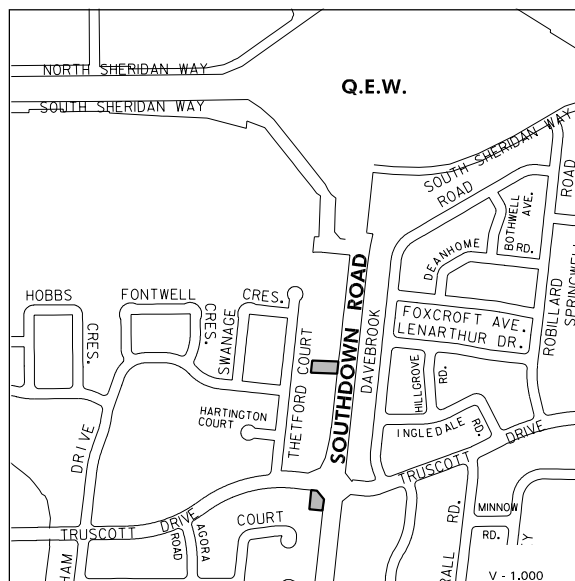 NORTH SHERIDAN WAY
Q.E.W.
SOUTH SHERIDAN WAY
SOUTH SHERIDAN WAY
ROAD
ROAD
BOTHWELL AVE.
DEANHOME RD.
ROBILLARD
SPRINGWELL
HOBBS CRES.
FONTWELL CRES.
SWANAGE CRES.
THETFORD COURT
SOUTHDOWN ROAD
DAVEBROOK
FOXCROFT AVE.
LENARTHUR DR.
HILLGROVE RD.
HARTINGTON
COURT
INGLEDALE RD.
DRIVE
TRUSCOTT DRIVE
TRUSCOTT DRIVE
AGORA
ROAD
COURT
MINNOW
RD.
RD.
V - 1.000